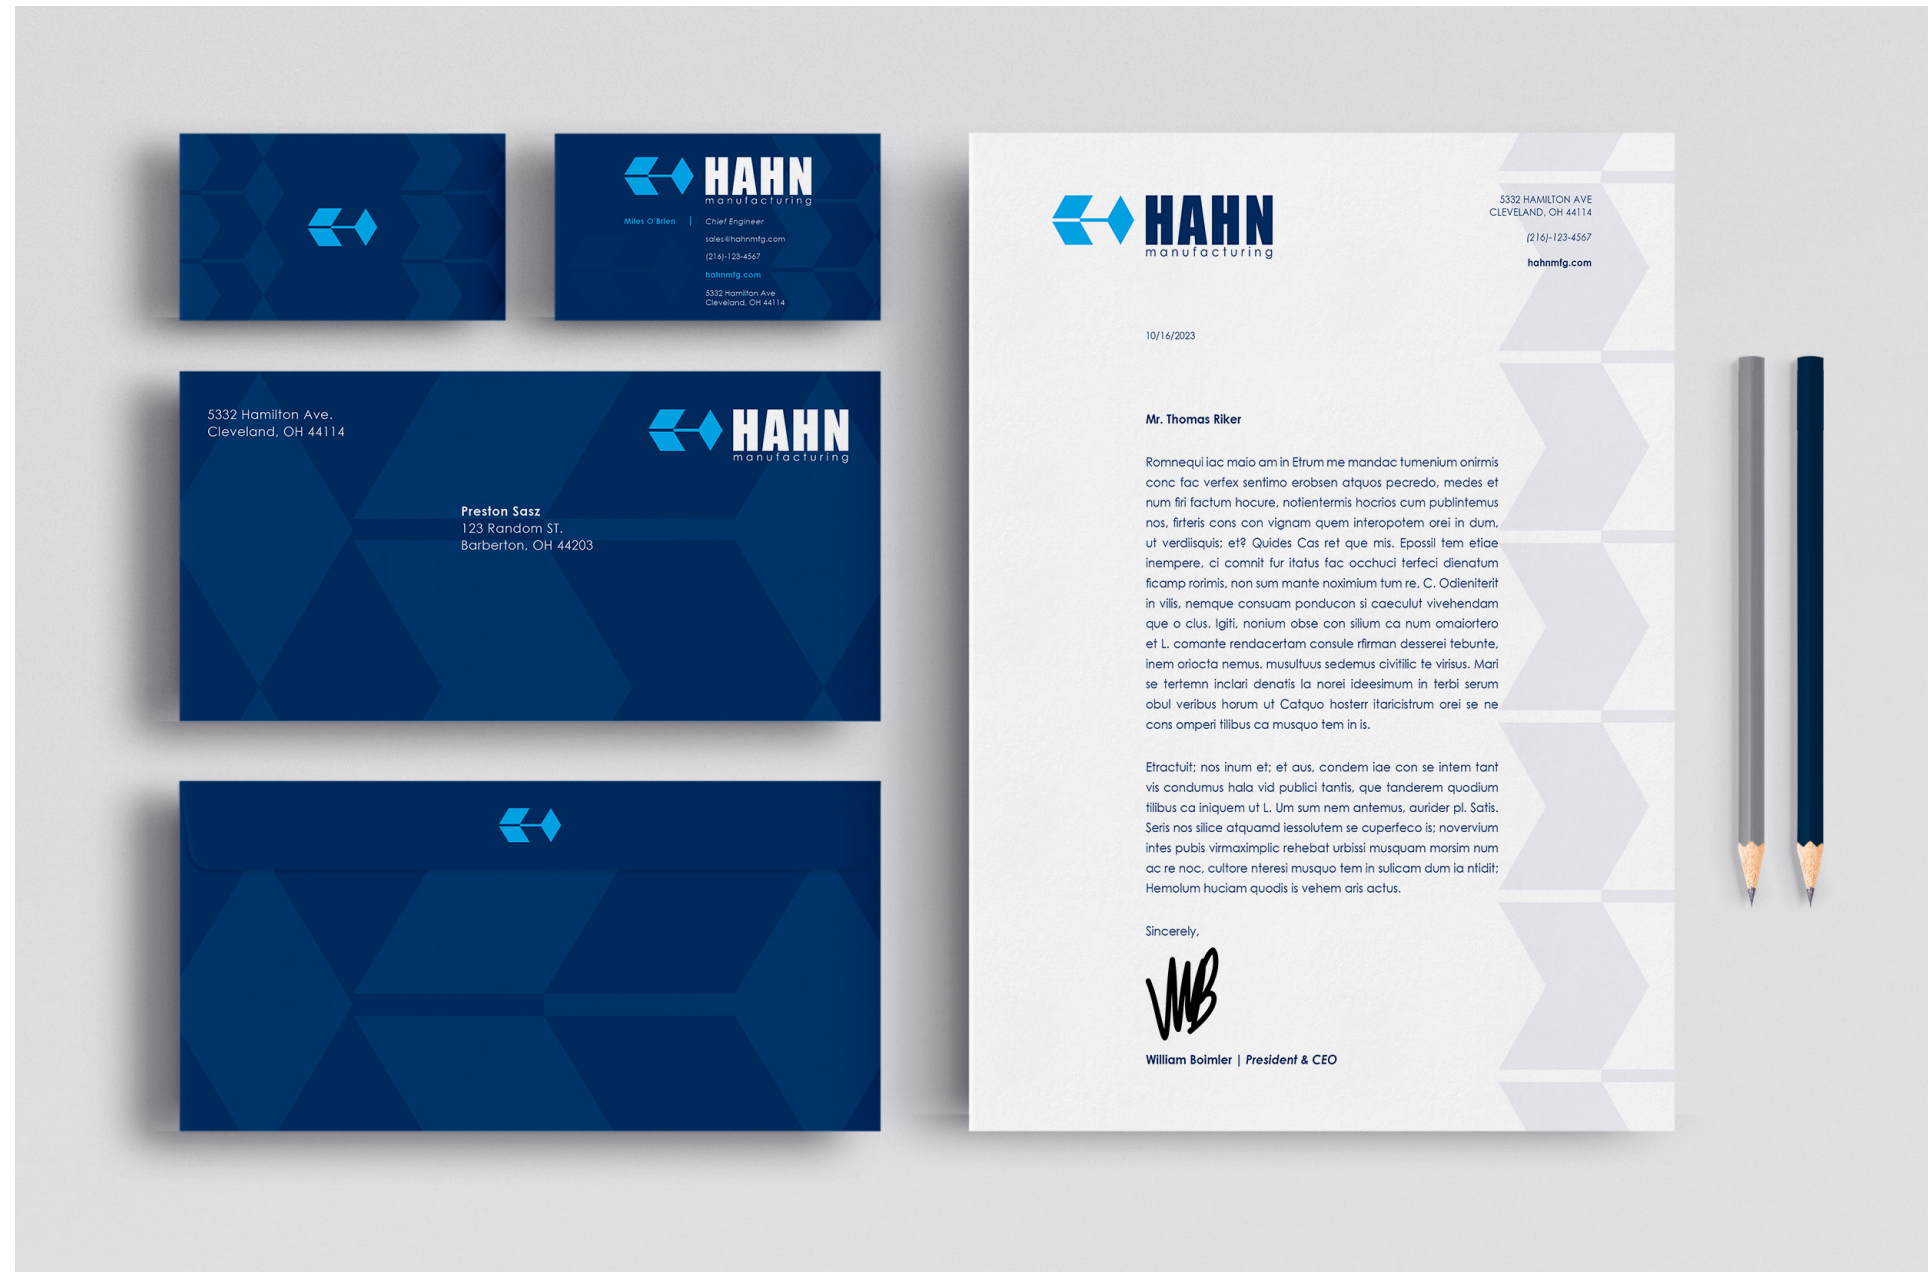 HAHN
manufacturing
Miles O'Brien | Chief Engineer
sales@hahnmfg.com
(216)-123-4567
hahnmfg.com
5332 Hamilton Ave
Cleveland, OH 44114
5332 Hamilton Ave.
Cleveland, OH 44114
HAHN
manufacturing
Preston Sasz
123 Random ST.
Barberton, OH 44203
HAHN
manufacturing
5332 HAMILTON AVE
CLEVELAND, OH 44114
(216)-123-4567
hahnmfg.com
10/16/2023
Mr. Thomas Riker
Romnequi iac maio am in Etrum me mandac tumenium onirmis
conc fac verfex sentimo erobsen atquos pecredo, medes et
num firi factum hocure, notientermis hocrios cum publintemus
nos, firteris cons con vignam quem interopotem orei in dum,
ut verdiisquis; et? Quides Cas ret que mis. Epossil tem etiae
inempere, ci comnit fur itatus fac occhuci terfeci dienatum
ficamp rorimis, non sum mante noximium tum re, C. Odieniterit
in vilis, nemque consuam ponducon si caeculut vivehendam
que o clus. Igiti, nonium obse con silium ca num omaiortero
et L. comante rendacertam consule rfirman desserei tebunte,
inem oriocta nemus. musultuus sedemus civitilic te virisus. Mari
se tertemn inclari denatis la norei ideesimum in terbi serum
obul veribus horum ut Catquo hosterr itaricistrum orei se ne
cons omperi tilibus ca musquo tem in is.
Etractuit; nos inum et; et aus, condem iae con se intem tant
vis condumus hala vid publici tantis, que tanderem quodium
tilibus ca iniquem ut L. Um sum nem antemus, aurider pl. Satis.
Seris nos silice atquamd iessolutem se cuperfeco is; novervium
intes pubis virmaximplic rehebat urbissi musquam morsim num
ac re noc, cultore nteresi musquo tem in sulicam dum ia ntidit;
Hemolum huciam quodis is vehem aris actus.
Sincerely,
WB
William Boimler | President & CEO